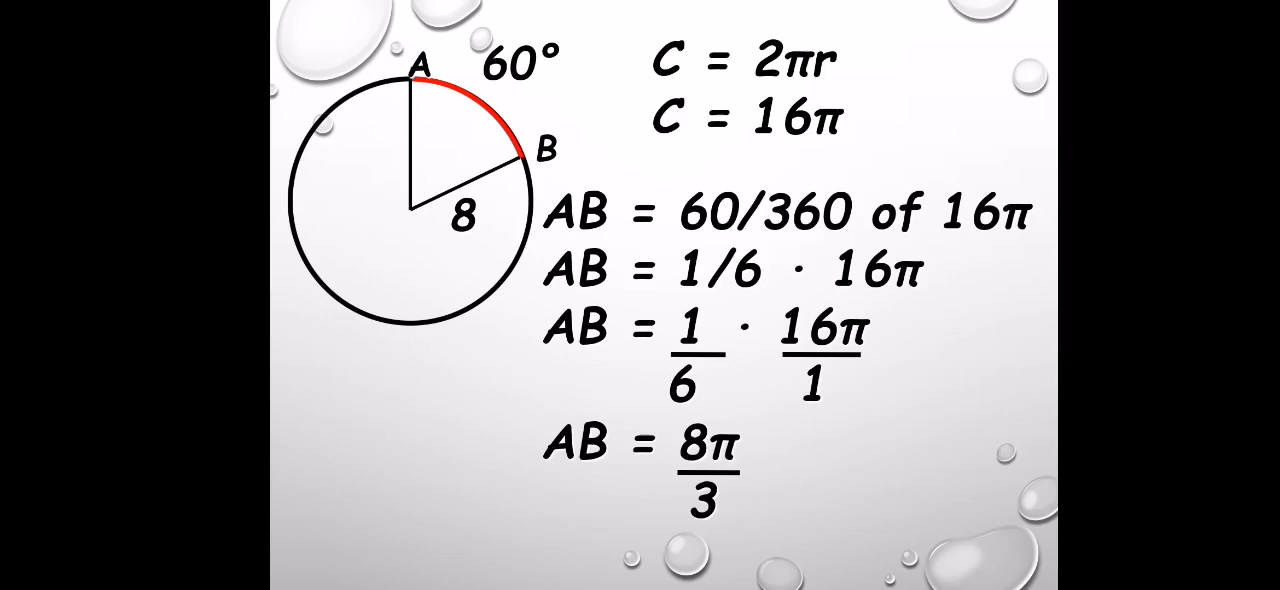 A
60°
B
8
C = 2πr
C = 16π
AB = 60/360 of 16π
AB = 1/6 · 16π
AB = 1 · 16π
6 1
AB = 8π
3